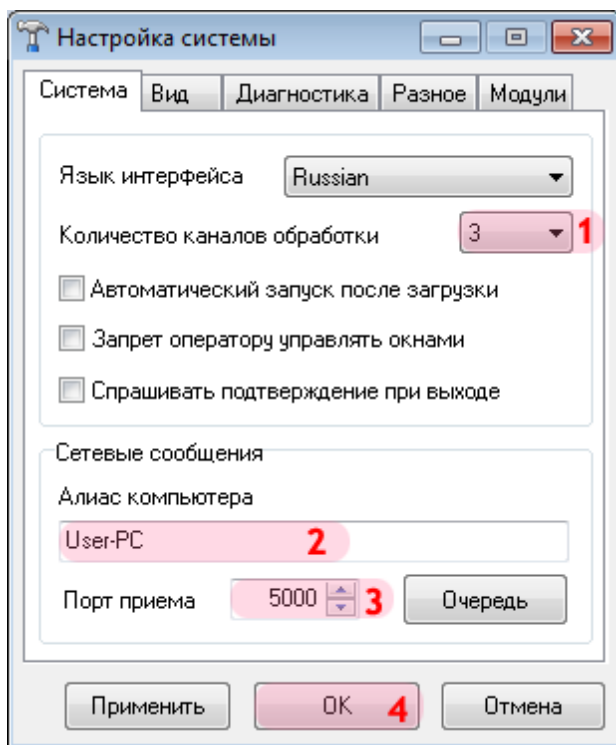 Настройка системы
Система Вид Диагностика Разное Модули
Язык интерфейса Russian
Количество каналов обработки 3 1
Автоматический запуск после загрузки
Запрет оператору управлять окнами
Спрашивать подтверждение при выходе
Сетевые сообщения
Алиас компьютера
User-PC 2
Порт приема 5000 3 Очередь
Применить OK 4 Отмена